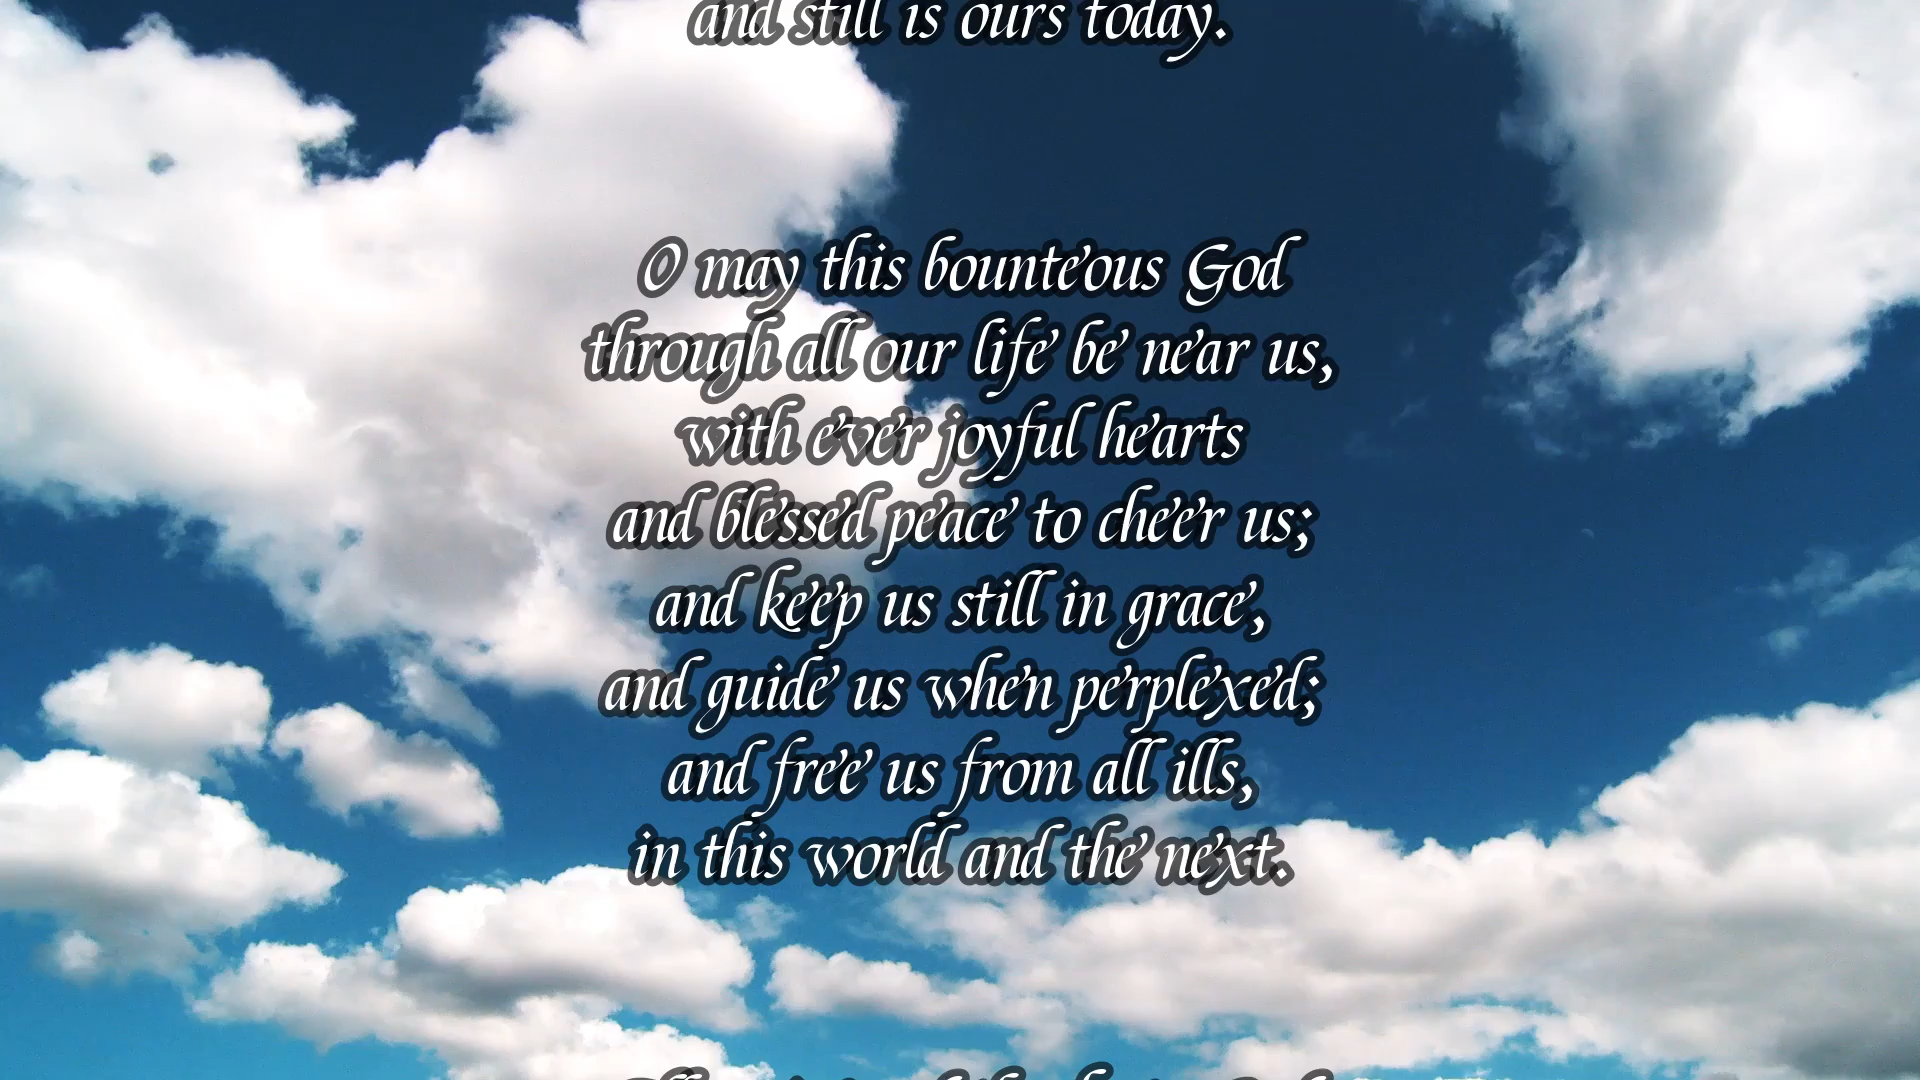 and still is ours today.
O may this bounteous God
through all our life be near us,
with ever joyful hearts
and blessed peace to cheer us;
and keep us still in grace,
and guide us when perplexed;
and free us from all ills,
in this world and the next.